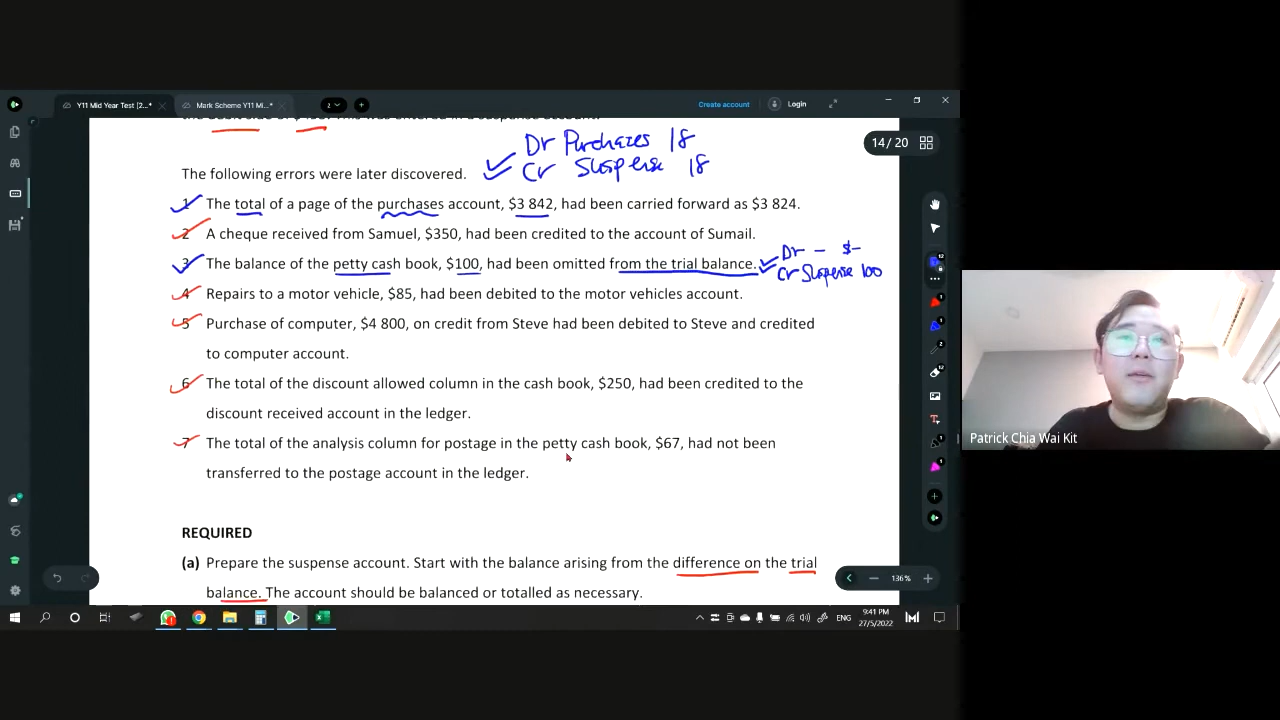 Y11 Mid Year Test [2...*
Mark Scheme Y11 Mi...*
2
Create account
Login
14 / 20
Dr Purchases 18
Cr Suspense 18
The following errors were later discovered.
1 The total of a page of the purchases account, $3 842, had been carried forward as $3 824.
2 A cheque received from Samuel, $350, had been credited to the account of Sumail.
Dr - $-
3 The balance of the petty cash book, $100, had been omitted from the trial balance.
Cr Suspense 100
4 Repairs to a motor vehicle, $85, had been debited to the motor vehicles account.
5 Purchase of computer, $4 800, on credit from Steve had been debited to Steve and credited
to computer account.
6 The total of the discount allowed column in the cash book, $250, had been credited to the
discount received account in the ledger.
7 The total of the analysis column for postage in the petty cash book, $67, had not been
transferred to the postage account in the ledger.
REQUIRED
(a) Prepare the suspense account. Start with the balance arising from the difference on the trial
balance. The account should be balanced or totalled as necessary.
136%
ENG
9:41 PM
27/5/2022
Patrick Chia Wai Kit